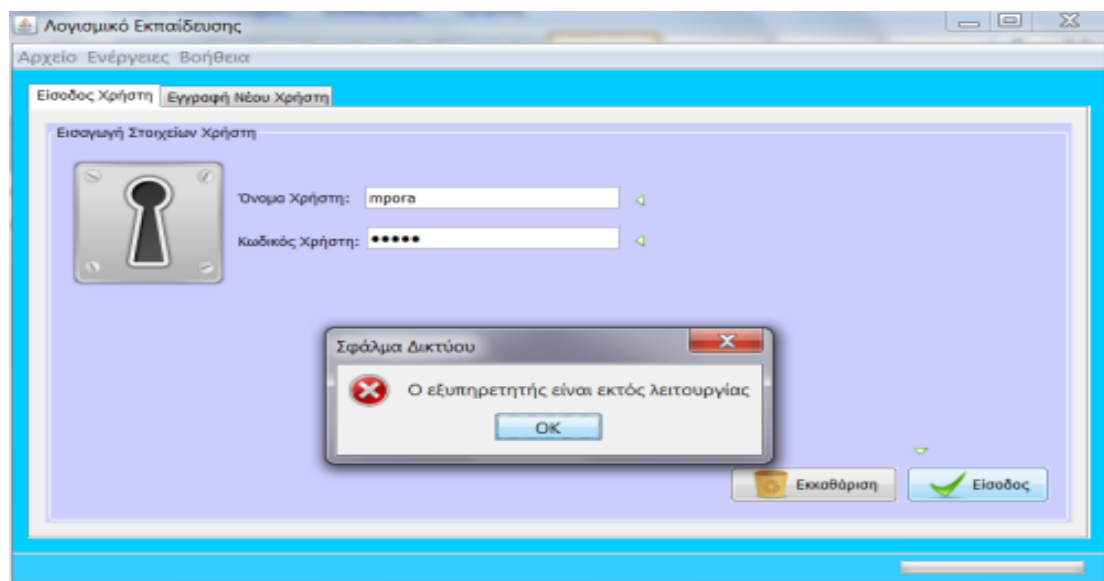 Λογισμικό Εκπαίδευσης
Αρχείο Ενέργειες Βοήθεια
Είσοδος Χρήστη Εγγραφή Νέου Χρήστη
Εισαγωγή Στοιχείων Χρήστη
Όνομα Χρήστη: mpora
Κωδικός Χρήστη: •••••
Σφάλμα Δικτύου
Ο εξυπηρετητής είναι εκτός λειτουργίας
OK
Εκκαθάριση Είσοδος